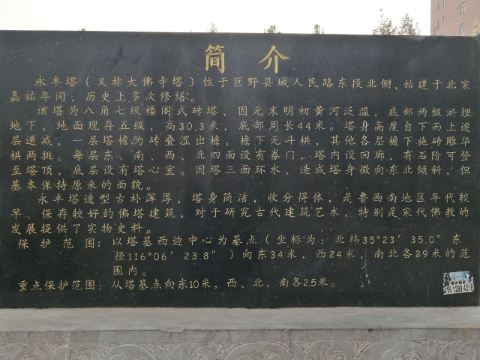 简介
永丰塔（又称大佛寺塔）位于巨野县城人民路东段北侧，始建于北宋
嘉祐年间，历史上多次修塔。
该塔为八角七级楼阁式砖塔，因元末明初黄河泛滥，底部两级淤埋
地下，地面现存五级，高30.3米，底部周长44米。塔身高度自下而上逐
层递减，一层塔檐为砖叠涩出檐，檐下无斗栱，其他各层檐下施砖雕华
栱两挑。每层东、南、西、北四面设有券门，塔内设回廊，有石阶可登
至塔顶，底层设有塔心室。因塔三面环水，造成塔身微向东北倾斜，但
基本保持原来的面貌。
永丰塔造型古朴浑厚，塔身简洁，收分得体，是鲁西南地区年代较
早、保存较好的佛塔建筑，对于研究古代建筑艺术，特别是宋代佛教的
发展提供了实物史料。
保护范围：以塔基西边中心为基点（坐标为：北纬35°23′35.0″东
径116°06′23.8″）向东34米，西24米，南北各29米的范
围内。
重点保护范围：从塔基点向东10米，西、北、南各2.5米。